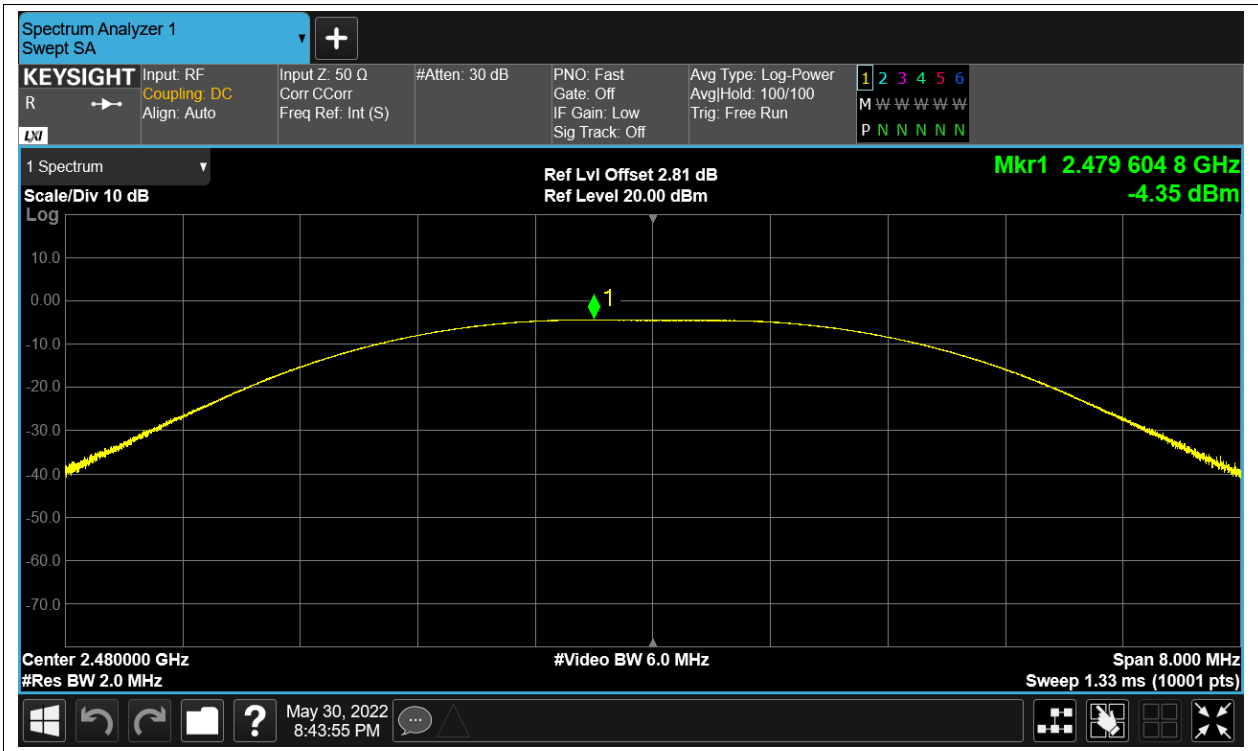 Spectrum Analyzer 1
Swept SA
KEYSIGHT
R
LXI
Input: RF
Coupling: DC
Align: Auto
Input Z: 50 Ω
Corr CCorr
Freq Ref: Int (S)
#Atten: 30 dB
PNO: Fast
Gate: Off
IF Gain: Low
Sig Track: Off
Avg Type: Log-Power
Avg|Hold: 100/100
Trig: Free Run
1 2 3 4 5 6
M W W W W W
P N N N N N
1 Spectrum
Scale/Div 10 dB
Ref Lvl Offset 2.81 dB
Ref Level 20.00 dBm
Mkr1 2.479 604 8 GHz
-4.35 dBm
Log
10.0
0.00
-10.0
-20.0
-30.0
-40.0
-50.0
-60.0
-70.0
1
Center 2.480000 GHz
#Res BW 2.0 MHz
#Video BW 6.0 MHz
Span 8.000 MHz
Sweep 1.33 ms (10001 pts)
?
May 30, 2022
8:43:55 PM